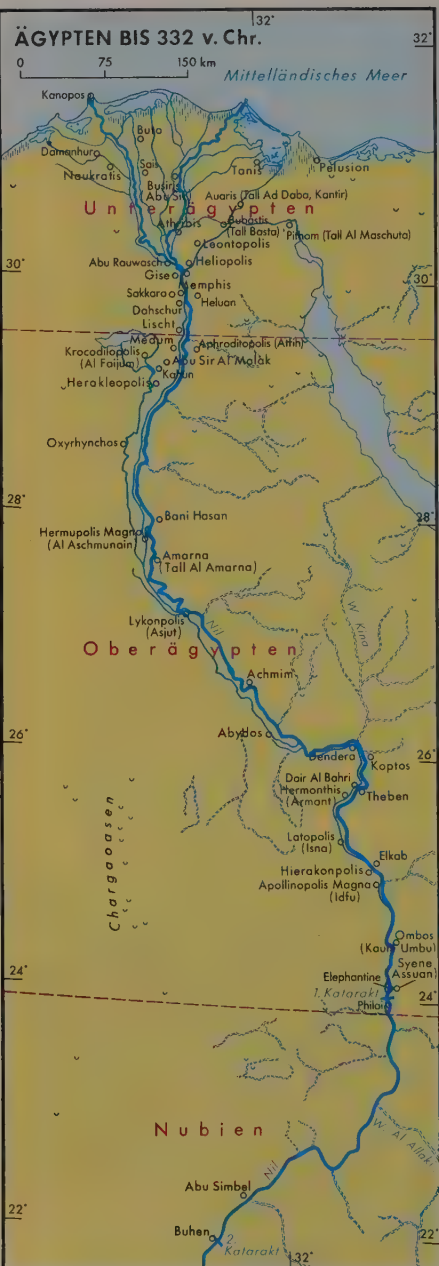 32°
ÄGYPTEN BIS 332 v. Chr.
32°
0 75 150 km
Mittelländisches Meer
Kanopos
Buto
Damanhura
Sais
Tanis
Pelusion
Naukratis
Busiris
(Abu Sir)
Auaris (Tall Ad Daba, Kantir)
Unterägypten
Bubastis
(Tall Basta)
Athribis
Pithom (Tall Al Maschuta)
Leontopolis
Abu Rauwasch
Heliopolis
30°
30°
Gise
Memphis
Sakkara
Heluan
Dahschur
Lischt
Medum
Aphroditopolis (Atfih)
Krokodilopolis
(Al Faijum)
Abu Sir Al Malak
Kahun
Herakleopolis
Oxyrhynchos
28°
28°
Bani Hasan
Hermupolis Magna
(Al Aschmunain)
Amarna
(Tall Al Amarna)
W. Kina
Lykonpolis
(Asjut)
Nil
Oberägypten
Achmim
Abydos
26°
26°
Dendera
Koptos
Dair Al Bahri
Hermonthis
(Armant)
Theben
Chargaoasen
Latopolis
(Isna)
Elkab
Hierakonpolis
Apollinopolis Magna
(Idfu)
Ombos
(Kaum Umbu)
Syene
(Assuan)
Elephantine
24°
24°
1. Katarakt
Philai
Nubien
W. Al Allaki
Nil
Abu Simbel
22°
22°
Buhen
2.
Katarakt
32°